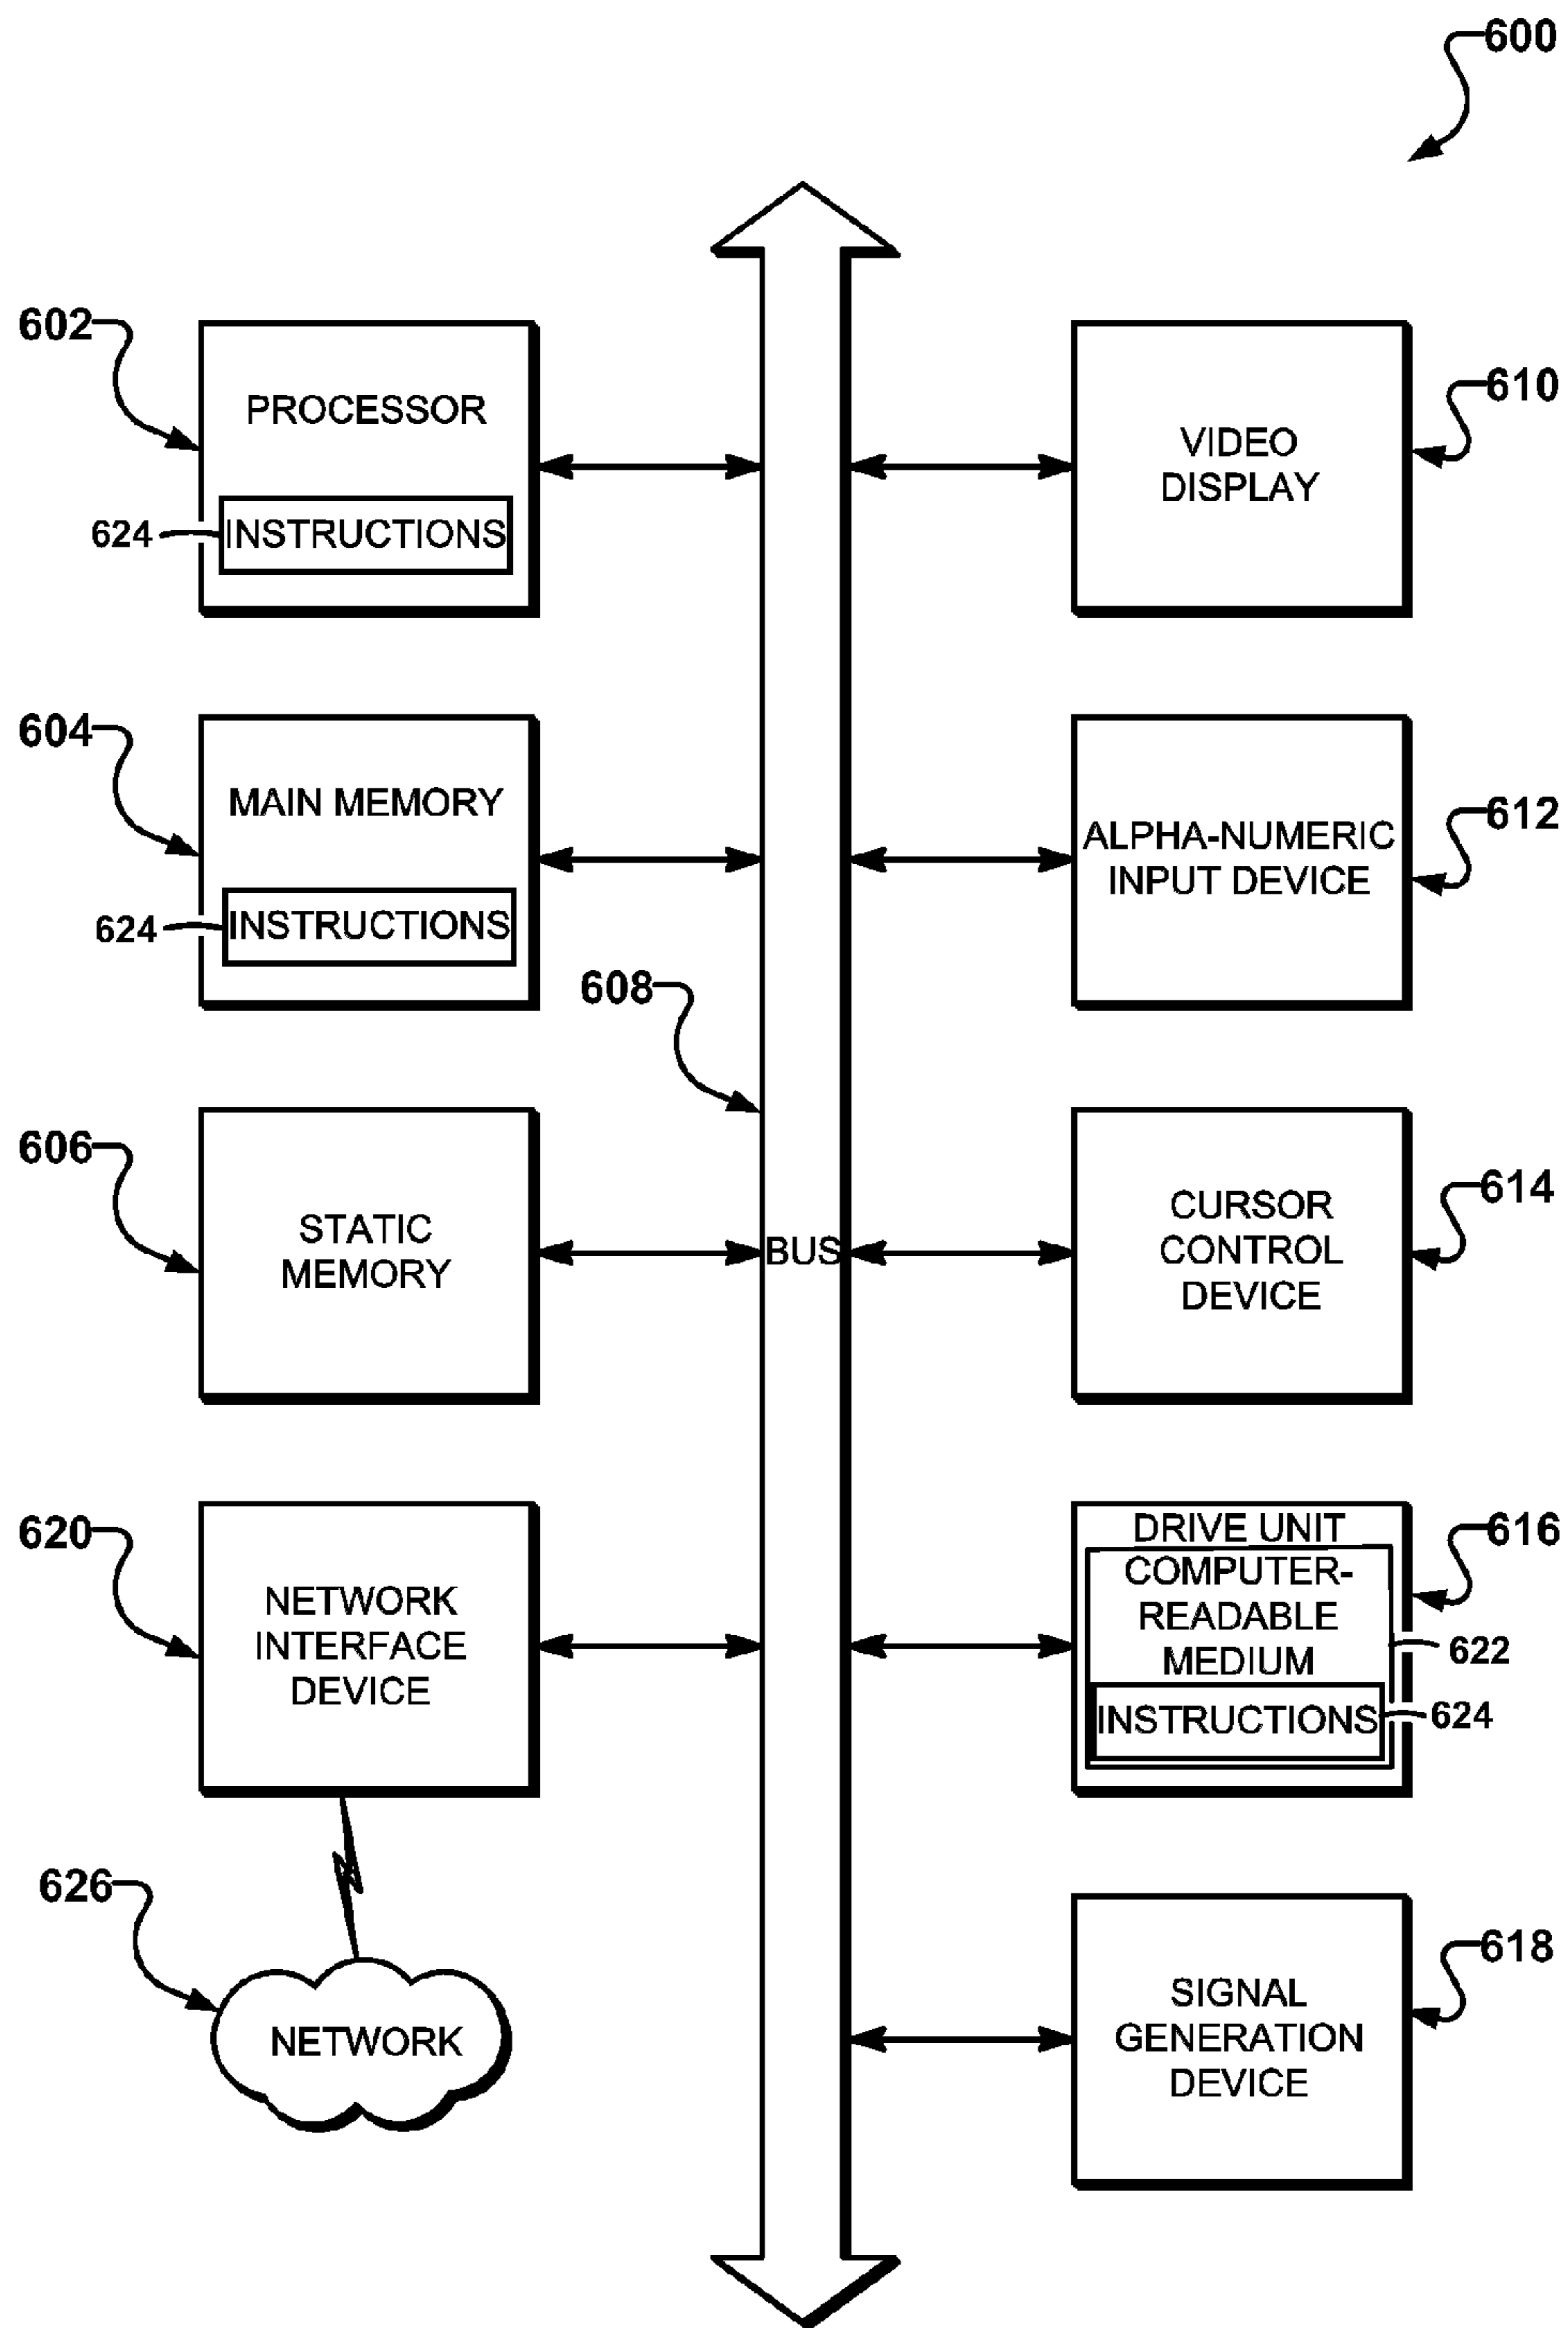 600
602
PROCESSOR
624
INSTRUCTIONS
610
VIDEO
DISPLAY
604
MAIN MEMORY
624
INSTRUCTIONS
612
ALPHA-NUMERIC
INPUT DEVICE
608
BUS
606
STATIC
MEMORY
614
CURSOR
CONTROL
DEVICE
620
NETWORK
INTERFACE
DEVICE
616
DRIVE UNIT
COMPUTER-
READABLE
MEDIUM
622
INSTRUCTIONS
624
626
NETWORK
618
SIGNAL
GENERATION
DEVICE